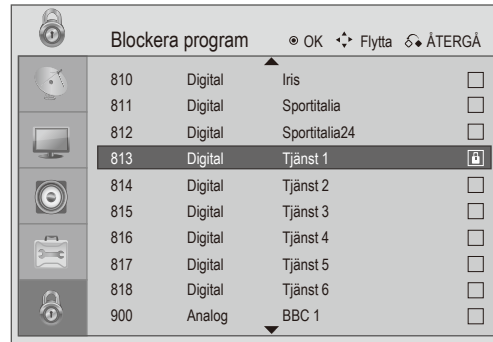 Blockera program OK Flytta ÅTERGÅ
810 Digital Iris
811 Digital Sportitalia
812 Digital Sportitalia24
813 Digital Tjänst 1
814 Digital Tjänst 2
815 Digital Tjänst 3
816 Digital Tjänst 4
817 Digital Tjänst 5
818 Digital Tjänst 6
900 Analog BBC 1